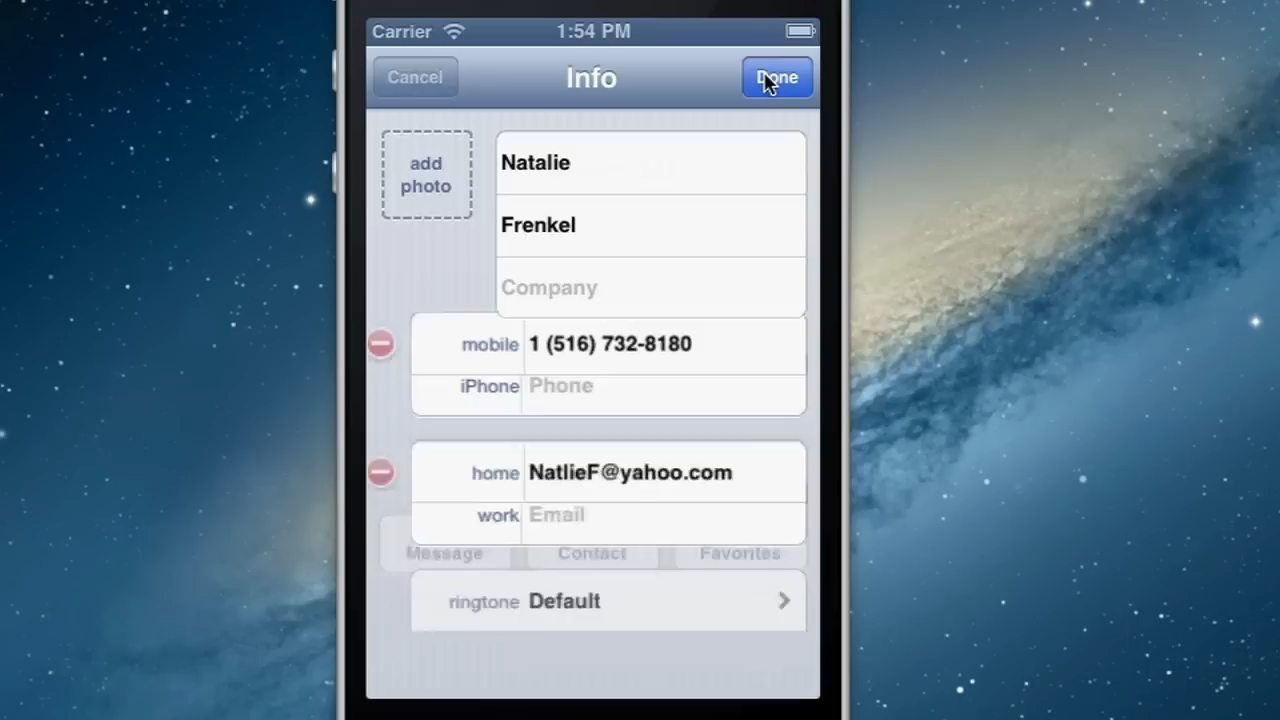 Carrier 1:54 PM
Cancel Info Done
add
photo
Natalie
Frenkel
Company
mobile 1 (516) 732-8180
iPhone Phone
home NatlieF@yahoo.com
work Email
Message Contact Favorites
ringtone Default